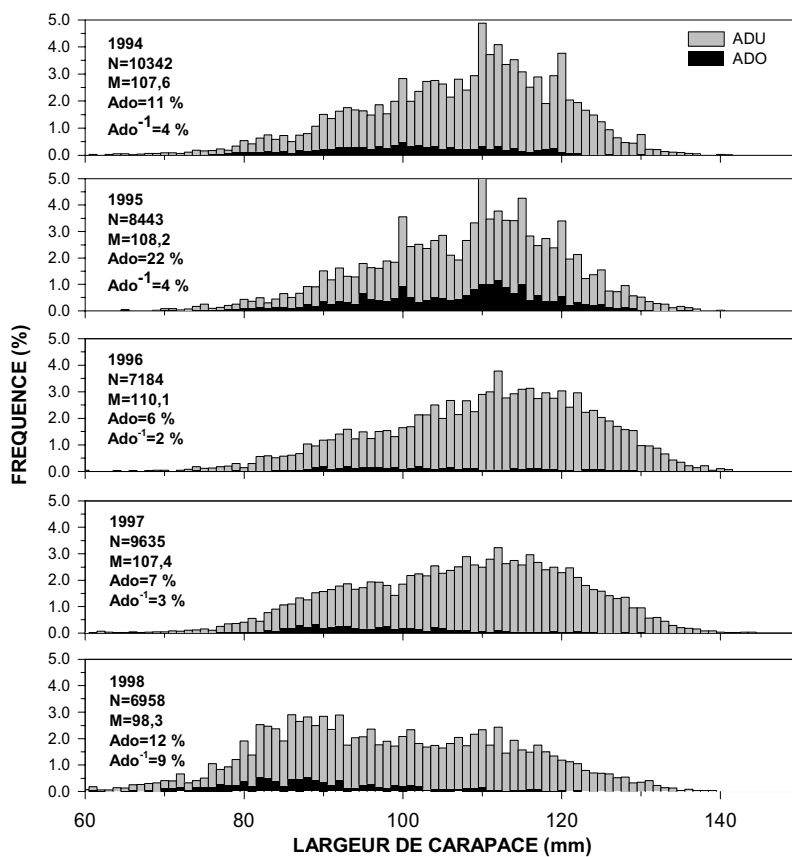 5.0
4.0
3.0
2.0
1.0
0.0
1994
N=10342
M=107,6
Ado=11 %
Ado-1=4 %
ADU
ADO
5.0
4.0
3.0
2.0
1.0
0.0
1995
N=8443
M=108,2
Ado=22 %
Ado-1=4 %
5.0
4.0
3.0
2.0
1.0
0.0
1996
N=7184
M=110,1
Ado=6 %
Ado-1=2 %
5.0
4.0
3.0
2.0
1.0
0.0
1997
N=9635
M=107,4
Ado=7 %
Ado-1=3 %
5.0
4.0
3.0
2.0
1.0
0.0
1998
N=6958
M=98,3
Ado=12 %
Ado-1=9 %
FREQUENCE (%)
60 80 100 120 140
LARGEUR DE CARAPACE (mm)